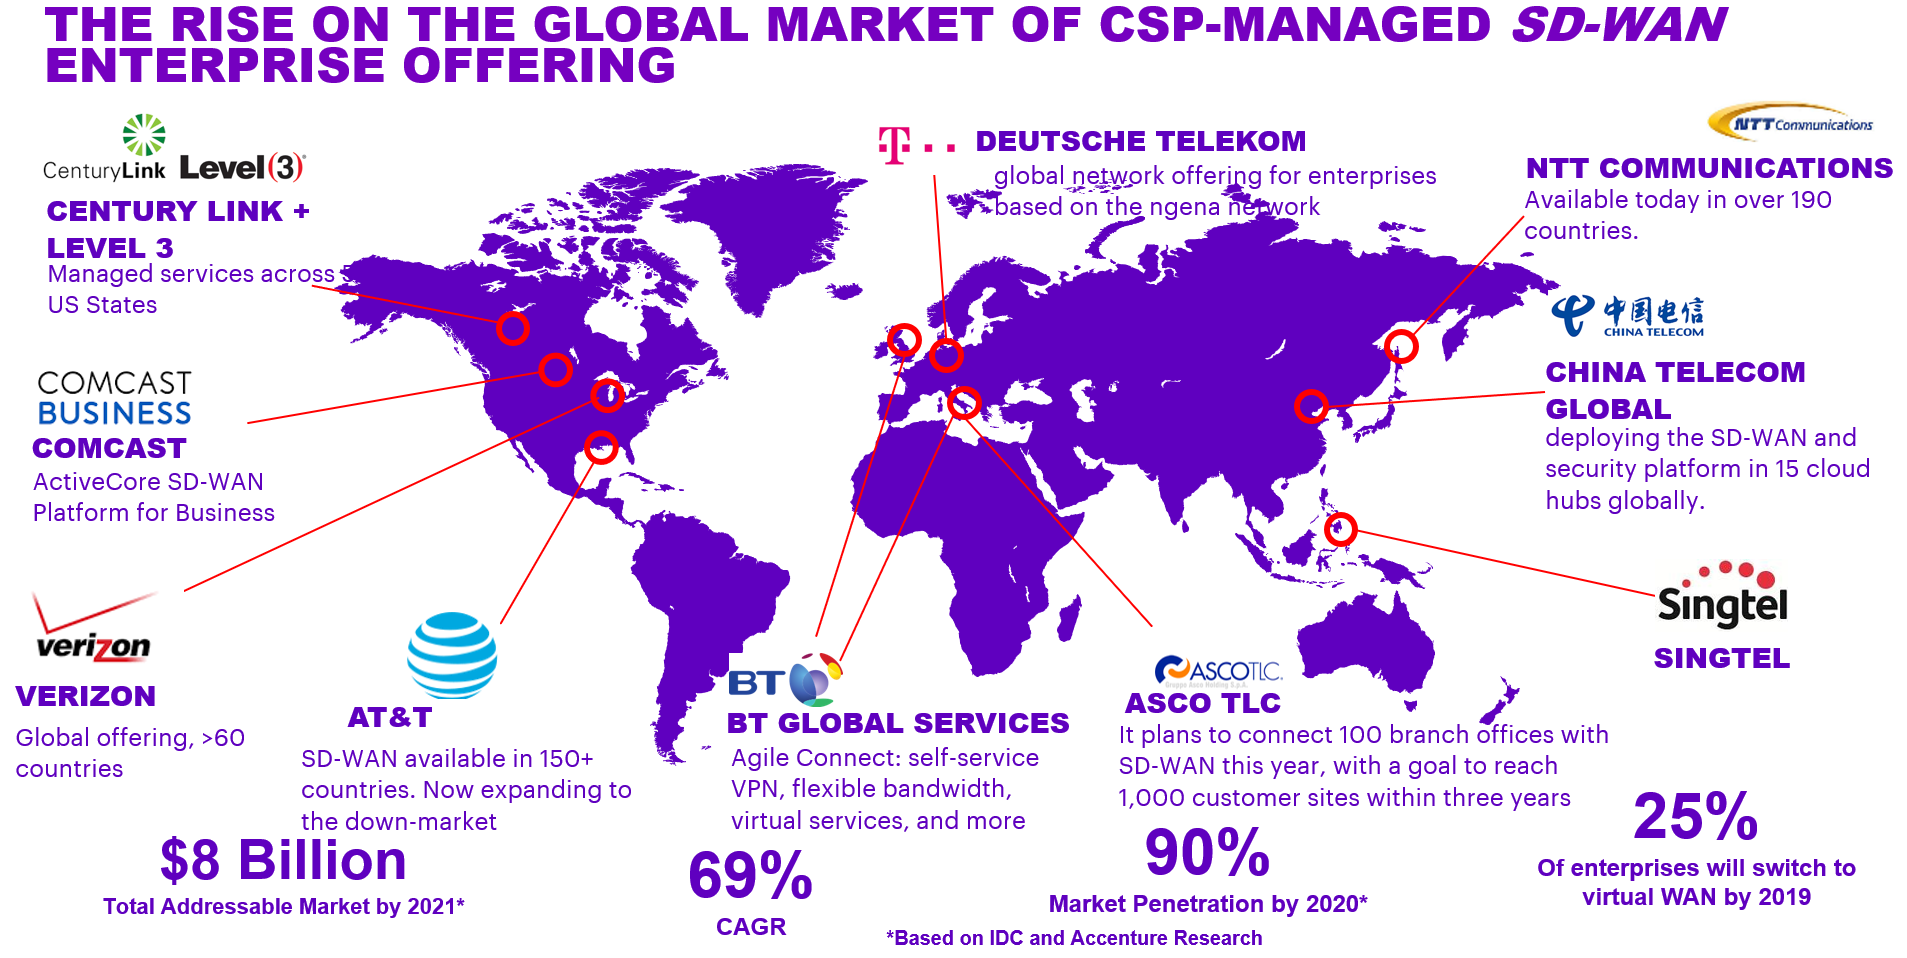 THE RISE ON THE GLOBAL MARKET OF CSP-MANAGED SD-WAN
ENTERPRISE OFFERING
CenturyLink Level(3)
CENTURY LINK +
LEVEL 3
Managed services across
US States
T
DEUTSCHE TELEKOM
global network offering for enterprises
based on the ngena network
NTT Communications
NTT COMMUNICATIONS
Available today in over 190
countries.
中国电信
CHINA TELECOM
CHINA TELECOM
GLOBAL
deploying the SD-WAN and
security platform in 15 cloud
hubs globally.
COMCAST
BUSINESS
COMCAST
ActiveCore SD-WAN
Platform for Business
Singtel
SINGTEL
verizon
VERIZON
Global offering, >60
countries
AT&T
SD-WAN available in 150+
countries. Now expanding to
the down-market
BT
BT GLOBAL SERVICES
Agile Connect: self-service
VPN, flexible bandwidth,
virtual services, and more
ASCOTLC.
Gruppo Asco Holding S.p.A.
ASCO TLC
It plans to connect 100 branch offices with
SD-WAN this year, with a goal to reach
1,000 customer sites within three years
$8 Billion
Total Addressable Market by 2021*
69%
CAGR
90%
Market Penetration by 2020*
25%
Of enterprises will switch to
virtual WAN by 2019
*Based on IDC and Accenture Research